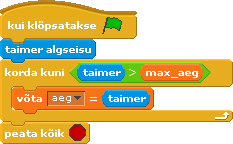 kui klõpsatakse
taimer algseisu
korda kuni taimer > max_aeg
võta aeg = taimer
peata kõik